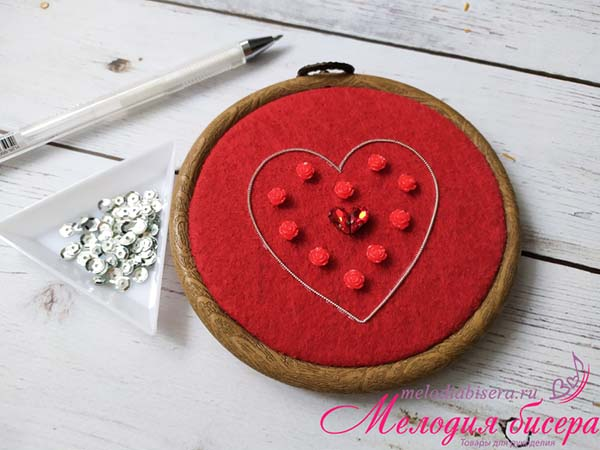 melodiabisera.ru
Мелодия бисера
Товары для рукоделия